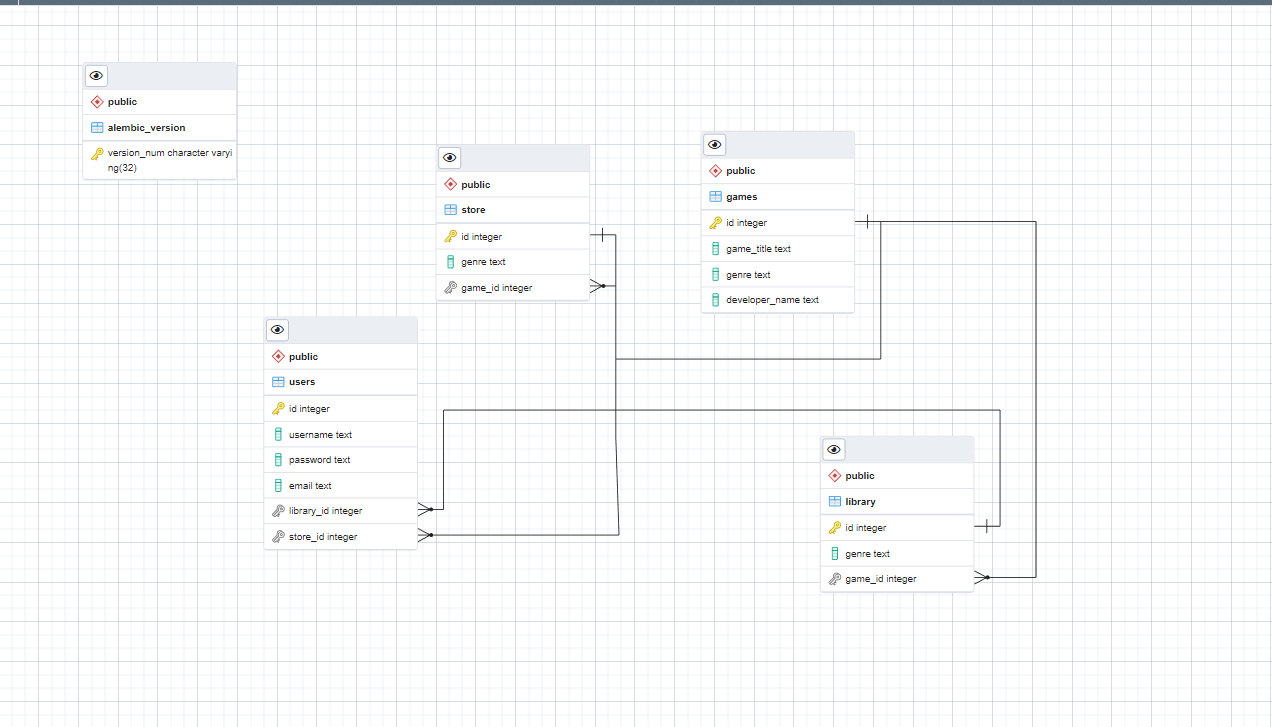 public
alembic_version
version_num character varyi
ng(32)
public
store
id integer
genre text
game_id integer
public
games
id integer
game_title text
genre text
developer_name text
public
users
id integer
username text
password text
email text
library_id integer
store_id integer
public
library
id integer
genre text
game_id integer